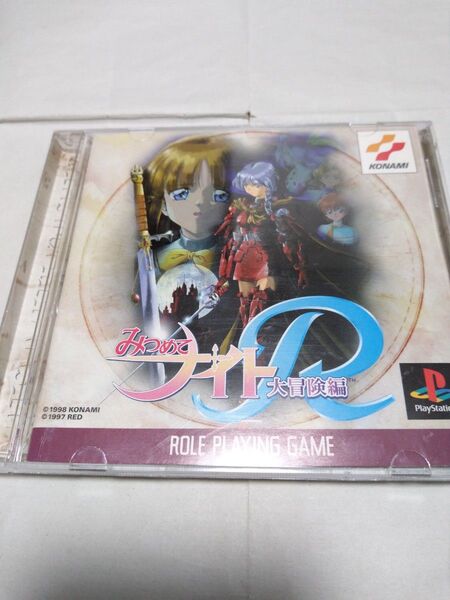 KONAMI
みつめて
ナイトR
大冒険編
TM
©1998 KONAMI
©1997 RED
PlayStation
ROLE PLAYING GAME